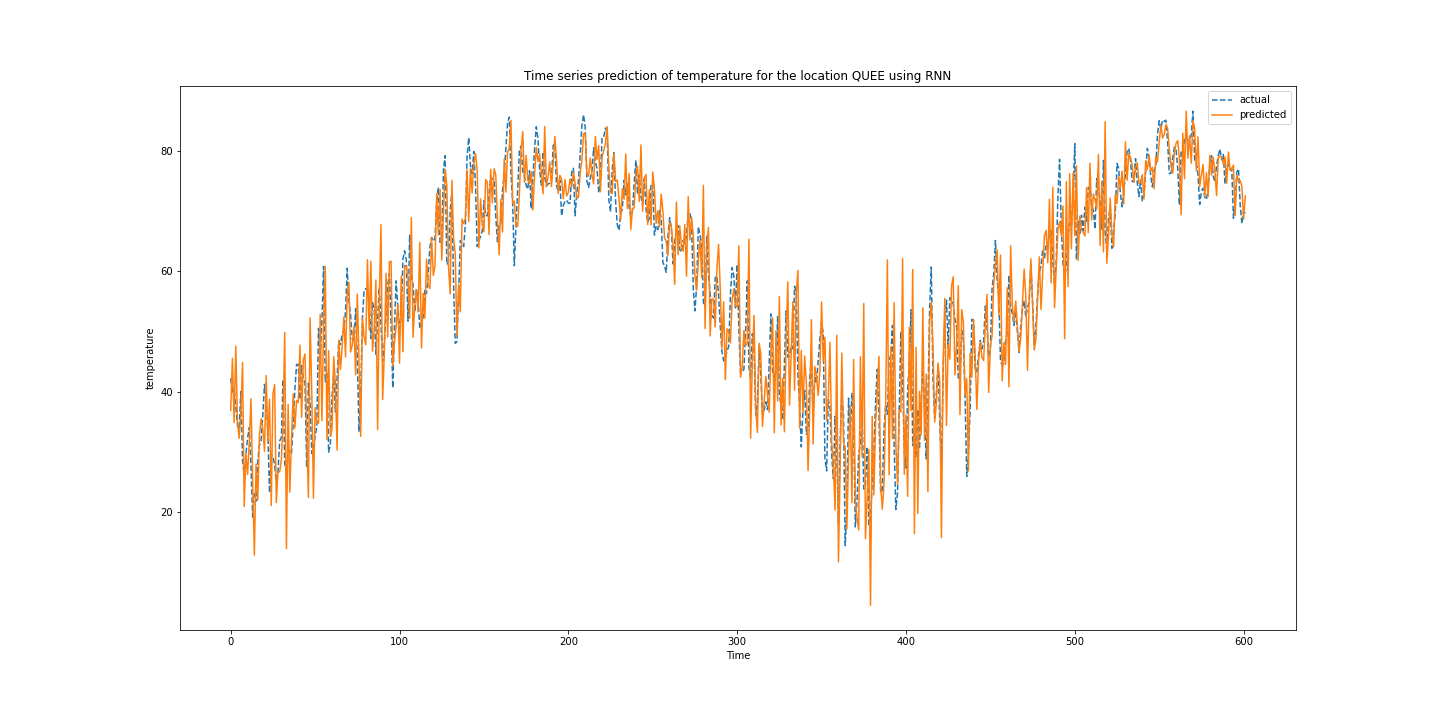 Time series prediction of temperature for the location QUEE using RNN
actual
predicted
80
60
40
20
temperature
0 100 200 300 400 500 600
Time